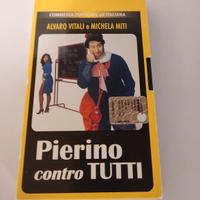 COMMEDIA SEXY ALL'ITALIANA
ALVARO VITALI e MICHELA MITI
Pierino
contro TUTTI